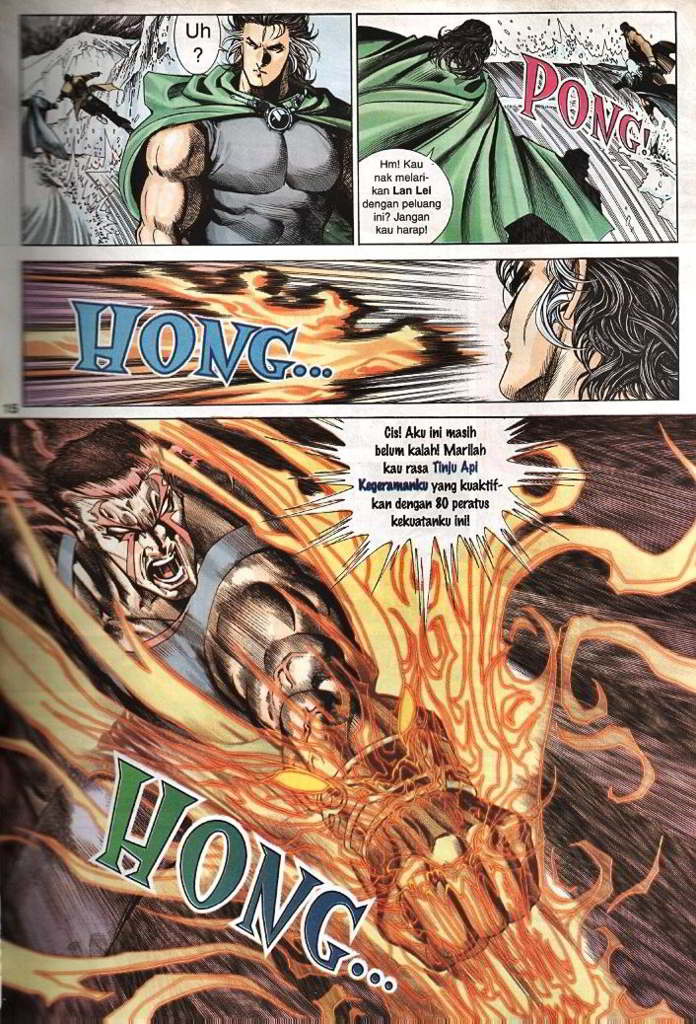 Uh
?
PONG!
Hm! Kau
nak melari-
kan Lan Lei
dengan peluang
ini? Jangan
kau harap!
HONG...
115
Cis! Aku ini masih
belum kalah! Marilah
kau rasa Tinju Api
Kegeramanku yang kuaktif-
kan dengan 80 peratus
kekuatanku ini!
HONG...